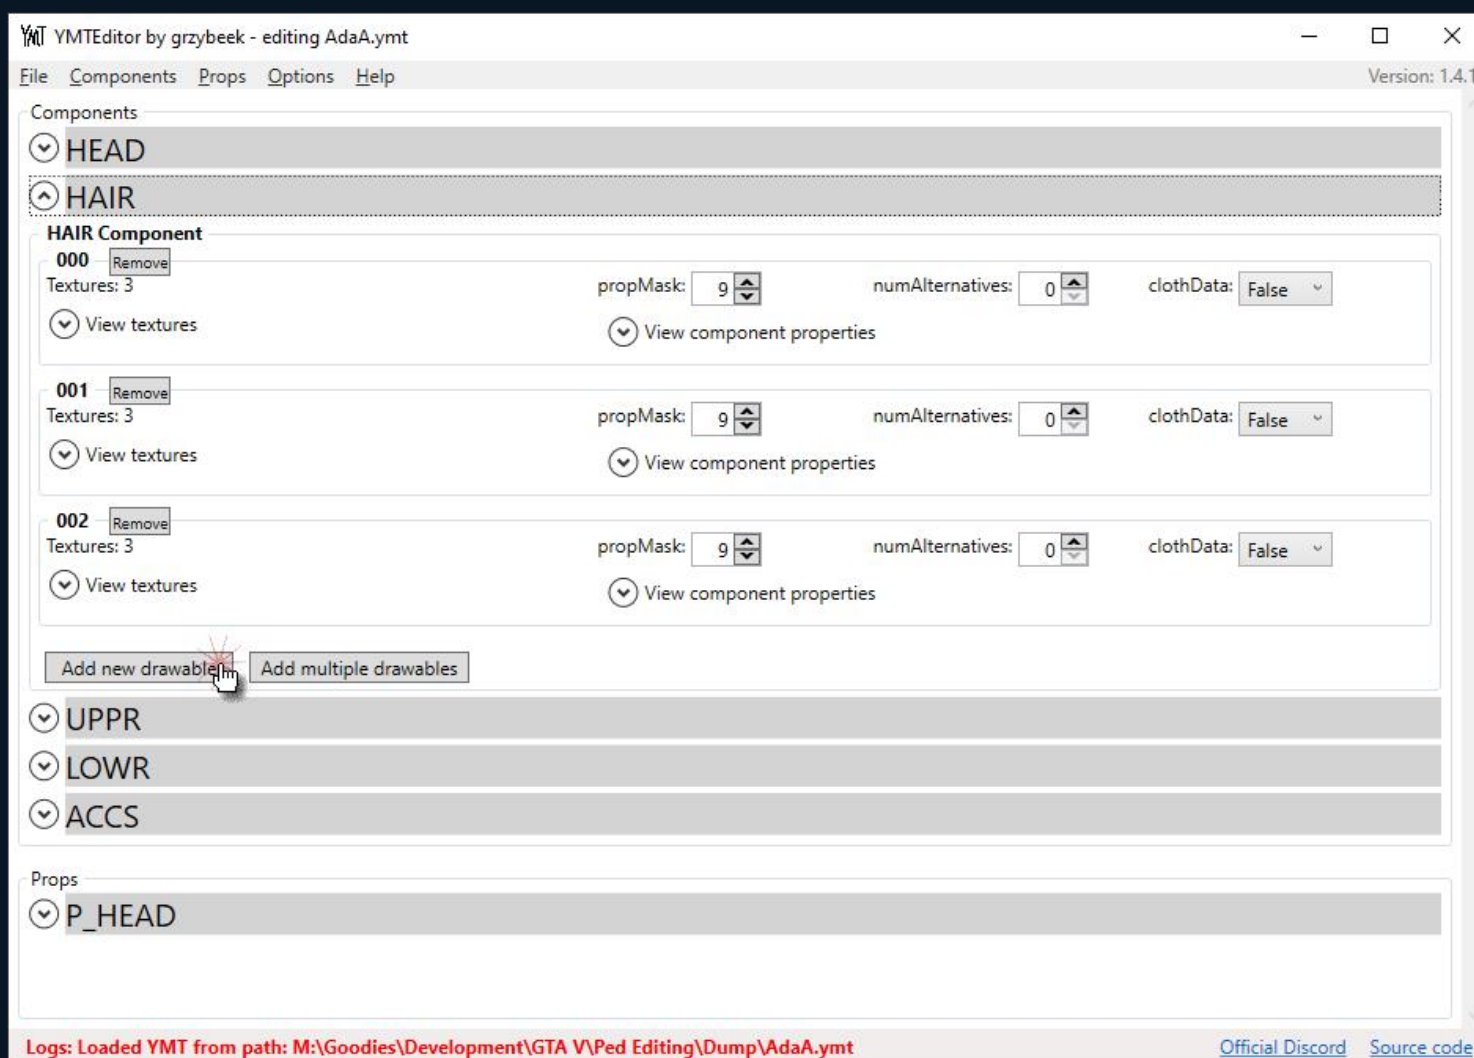 YMT YMTEditor by grzybeek - editing AdaA.ymt
File Components Props Options Help Version: 1.4.1
Components
HEAD
HAIR
HAIR Component
000 Remove
Textures: 3 propMask: 9 numAlternatives: 0 clothData: False
View textures View component properties
001 Remove
Textures: 3 propMask: 9 numAlternatives: 0 clothData: False
View textures View component properties
002 Remove
Textures: 3 propMask: 9 numAlternatives: 0 clothData: False
View textures View component properties
Add new drawable Add multiple drawables
UPPR
LOWR
ACCS
Props
P_HEAD
Logs: Loaded YMT from path: M:\Goodies\Development\GTA V\Ped Editing\Dump\AdaA.ymt Official Discord Source code